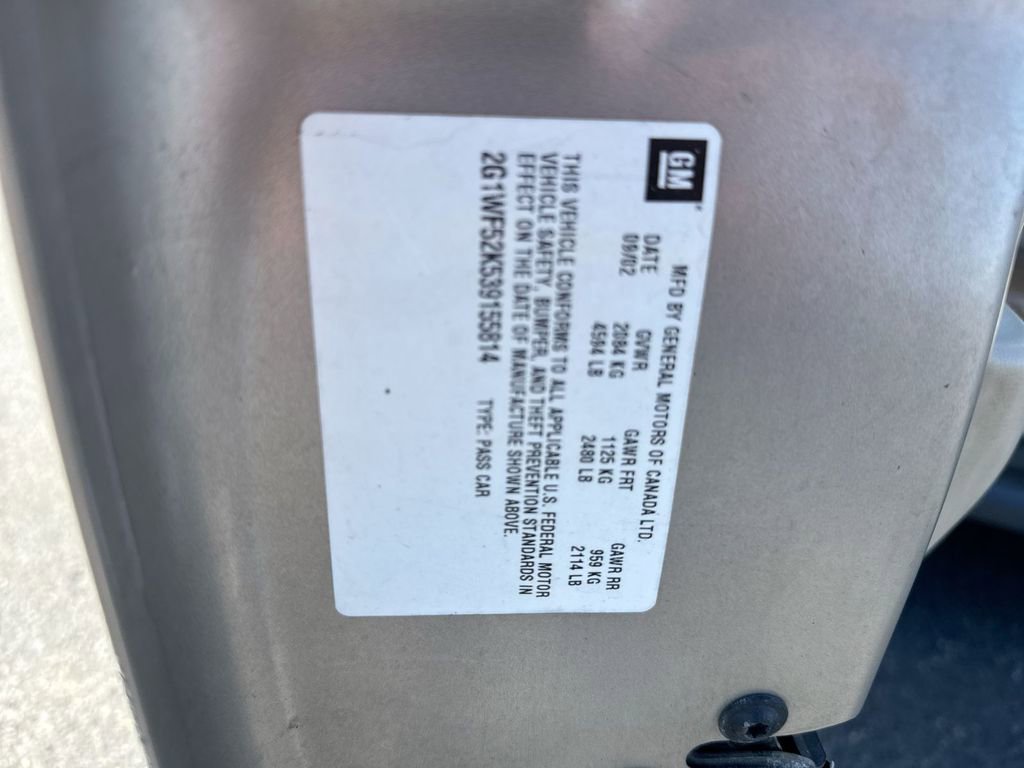 GM
MFD BY GENERAL MOTORS OF CANADA LTD.
DATE GVWR GAWR FRT GAWR RR
09/02 2084 KG 1125 KG 959 KG
4594 LB 2480 LB 2114 LB
THIS VEHICLE CONFORMS TO ALL APPLICABLE U.S. FEDERAL MOTOR
VEHICLE SAFETY, BUMPER, AND THEFT PREVENTION STANDARDS IN
EFFECT ON THE DATE OF MANUFACTURE SHOWN ABOVE.
2G1WF52K539155814 TYPE: PASS CAR